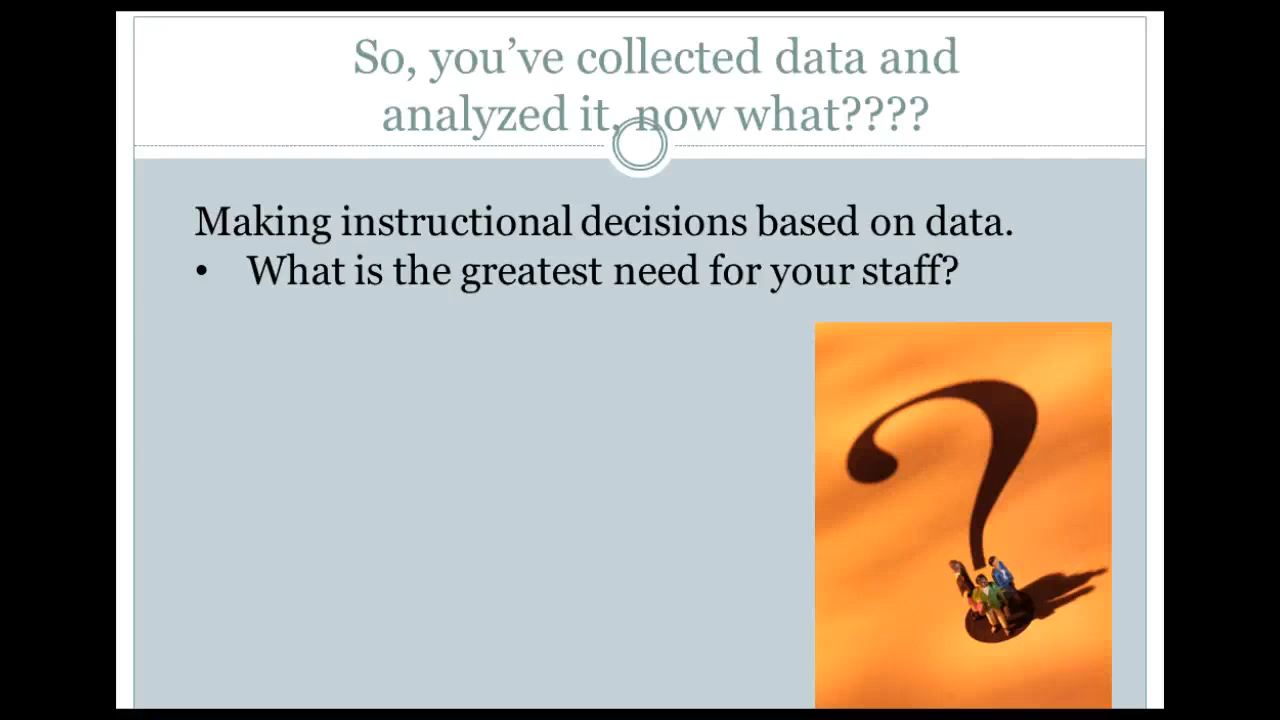 So, you’ve collected data and
analyzed it, now what????
Making instructional decisions based on data.
• What is the greatest need for your staff?